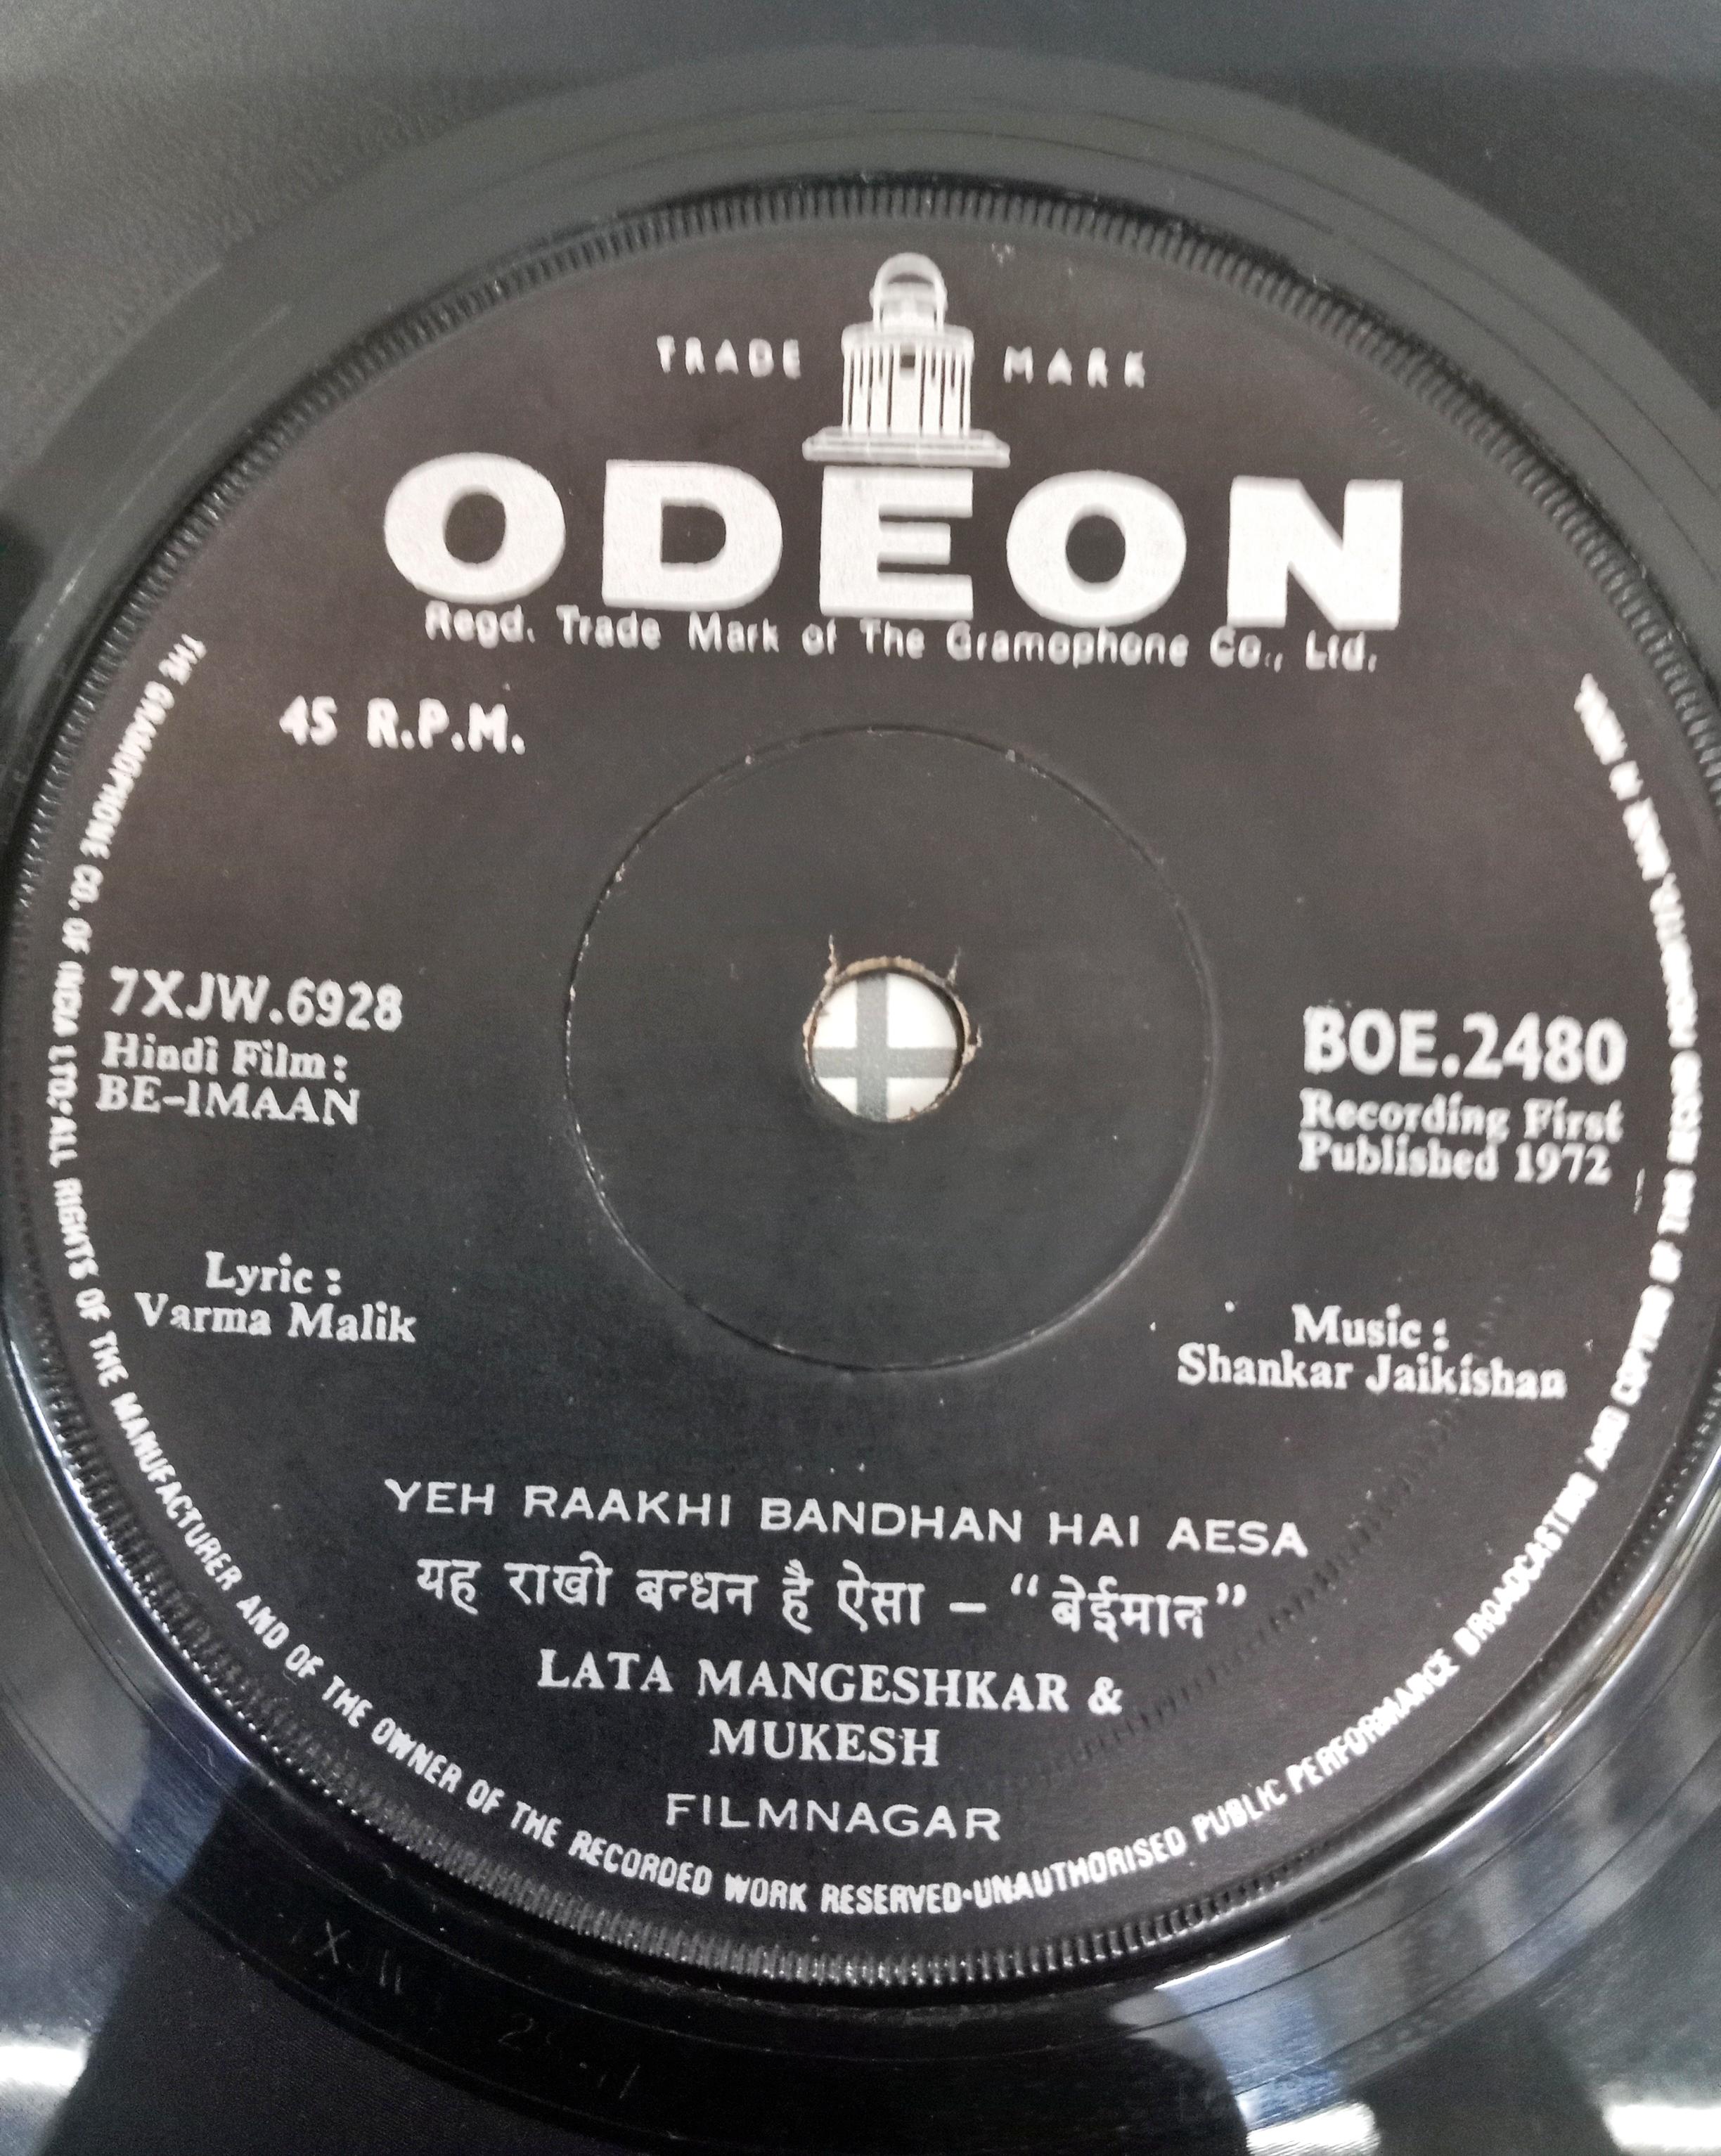 TRADE MARK
ODEON
Regd. Trade Mark of The Gramophone Co., Ltd.
45 R.P.M.
7XJW.6928
Hindi Film :
BE-IMAAN
BOE.2480
Recording First
Published 1972
Lyric :
Varma Malik
Music :
Shankar Jaikishan
YEH RAAKHI BANDHAN HAI AESA
यह राखी बन्धन है ऐसा – “बेईमान”
LATA MANGESHKAR &
MUKESH
FILMNAGAR
THE GRAMOPHONE CO. OF INDIA LTD; ALL RIGHTS OF THE MANUFACTURER AND OF THE OWNER OF THE RECORDED WORK RESERVED•UNAUTHORISED PUBLIC PERFORMANCE BROADCASTING AND COPYING OF THE